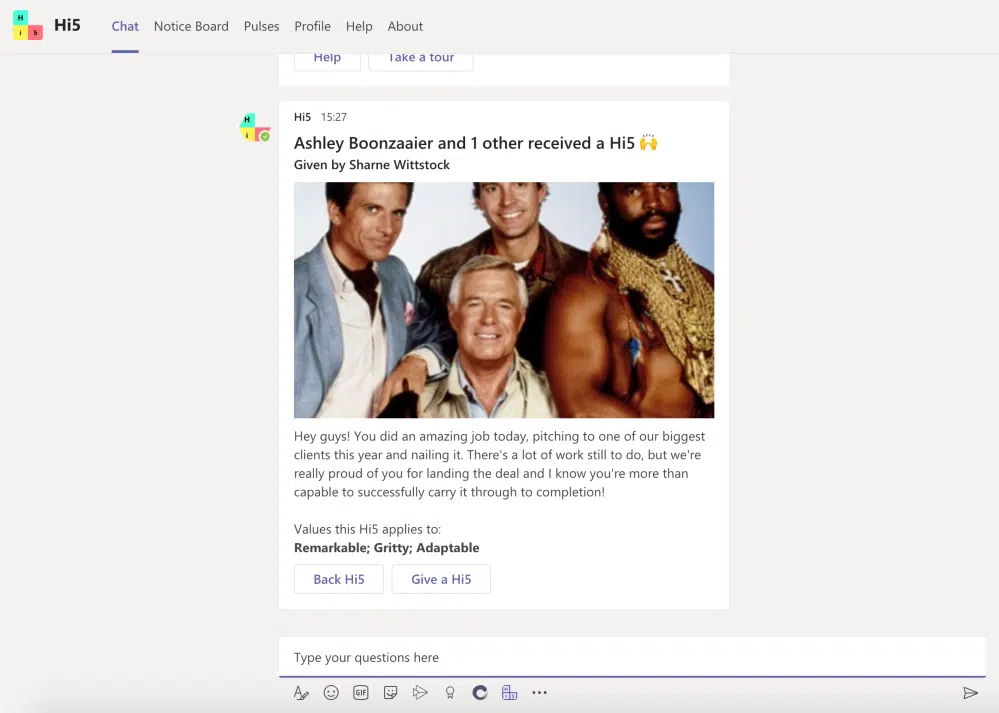 H
i 5
Hi5
Chat Notice Board Pulses Profile Help About
Help Take a tour
H
i
Hi5 15:27
Ashley Boonzaaier and 1 other received a Hi5 🙌
Given by Sharne Wittstock
Hey guys! You did an amazing job today, pitching to one of our biggest
clients this year and nailing it. There's a lot of work still to do, but we're
really proud of you for landing the deal and I know you're more than
capable to successfully carry it through to completion!
Values this Hi5 applies to:
Remarkable; Gritty; Adaptable
Back Hi5 Give a Hi5
Type your questions here
GIF